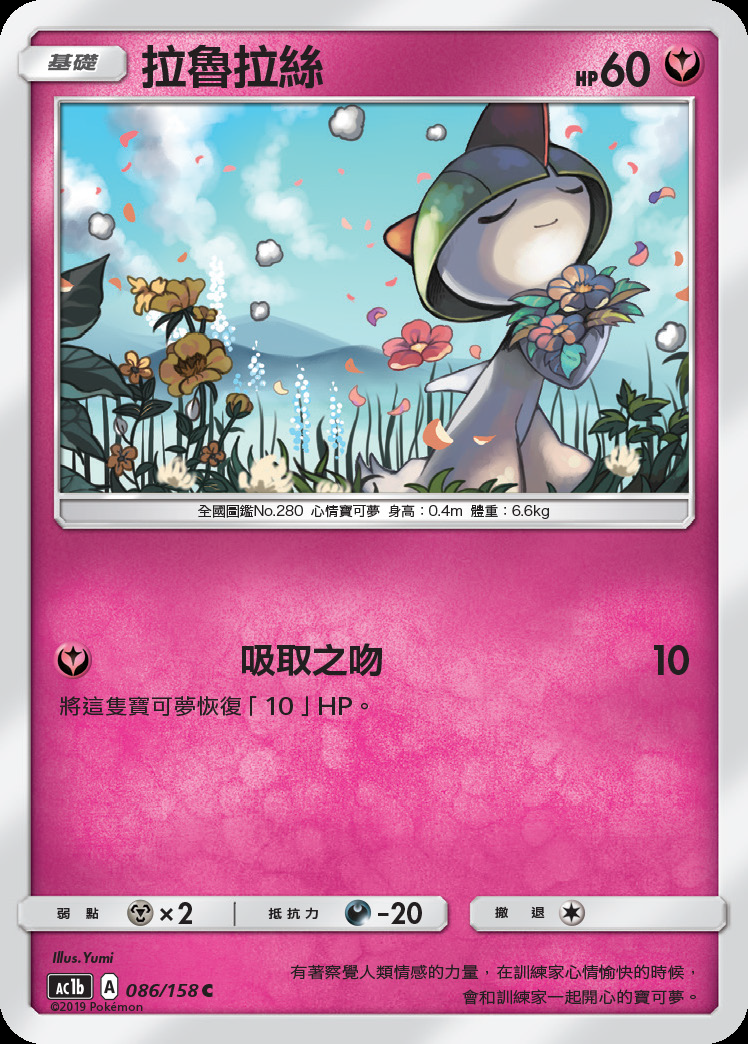 基礎 拉魯拉絲 HP60
全國圖鑑No.280 心情寶可夢 身高：0.4m 體重：6.6kg
吸取之吻 10
將這隻寶可夢恢復「10」HP。
弱點 ×2 抵抗力 -20 撤退
Illus.Yumi
有著察覺人類情感的力量，在訓練家心情愉快的時候，
AC1b A 086/158 C
會和訓練家一起開心的寶可夢。
©2019 Pokémon